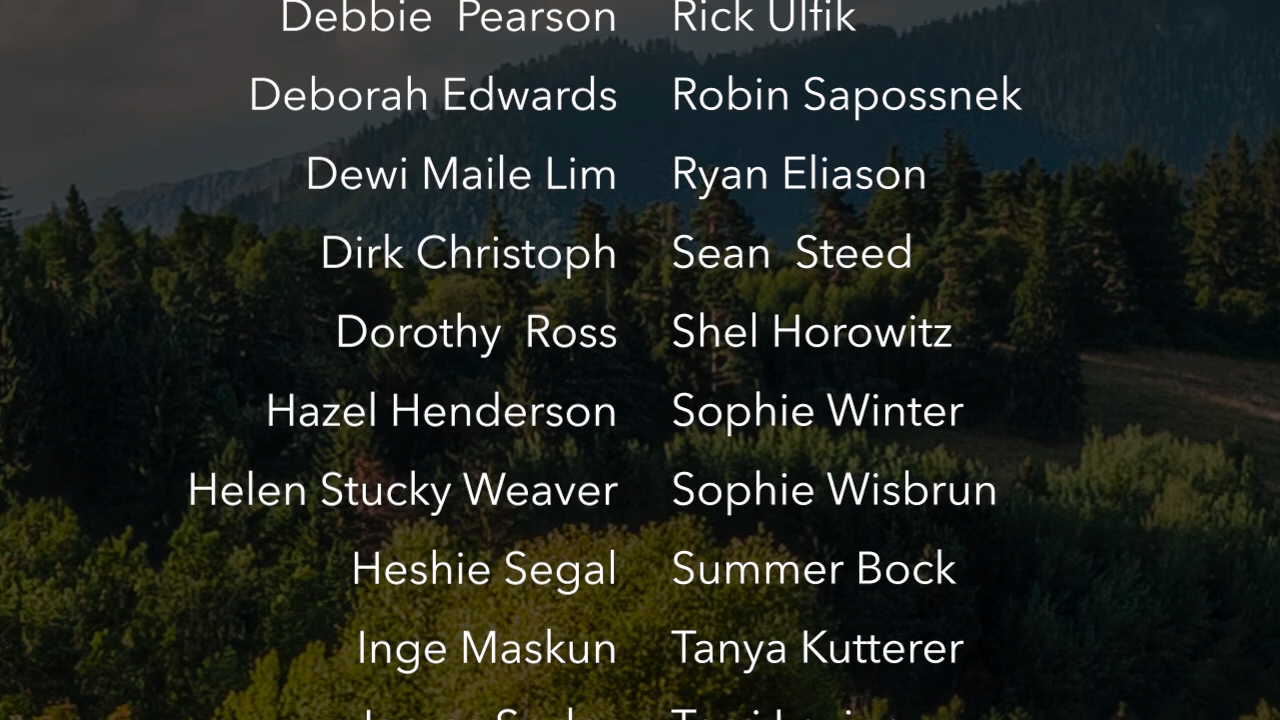 Debbie Pearson Rick Ulfik
Deborah Edwards Robin Sapossnek
Dewi Maile Lim Ryan Eliason
Dirk Christoph Sean Steed
Dorothy Ross Shel Horowitz
Hazel Henderson Sophie Winter
Helen Stucky Weaver Sophie Wisbrun
Heshie Segal Summer Bock
Inge Maskun Tanya Kutterer